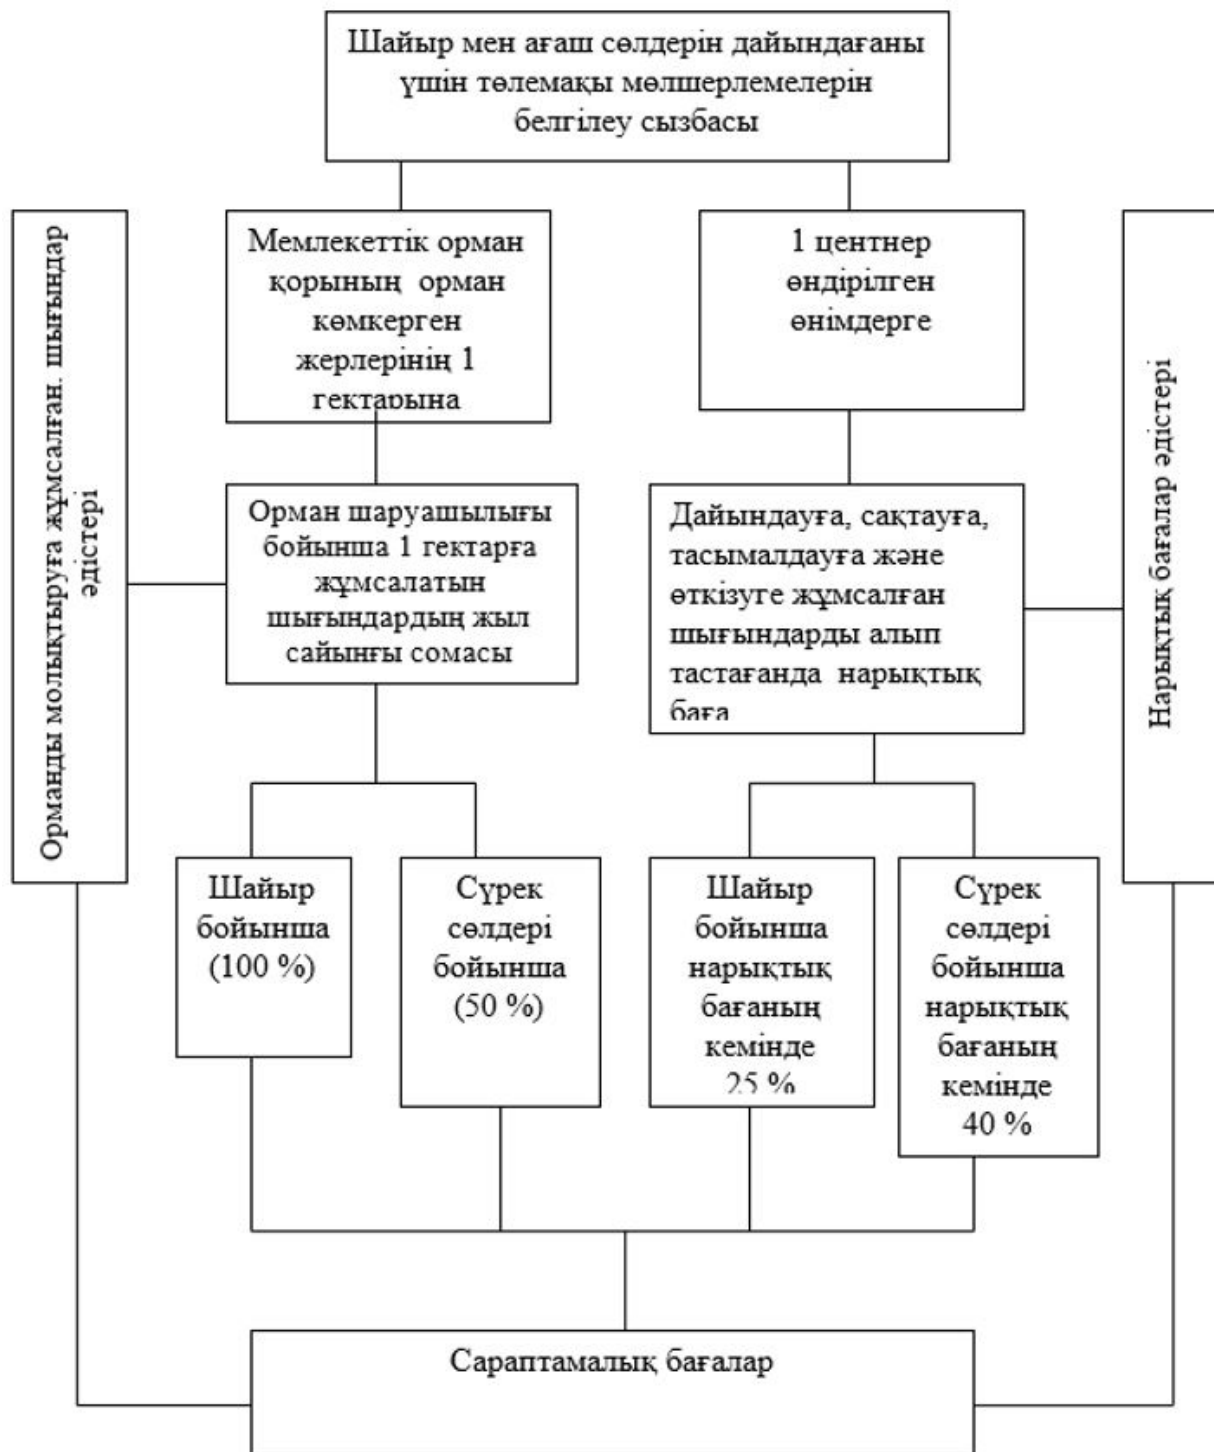 Шайыр мен ағаш сөлдерін дайындағаны
үшін төлемақы мөлшерлемелерін
белгілеу сызбасы
Орманды молықтыруға жұмсалған. шығындар
әдістері
Мемлекеттік орман
қорының орман
көмкерген
жерлерінің 1
гектарына
1 центнер
өндірілген
өнімдерге
Нарықтық бағалар әдістері
Орман шаруашылығы
бойынша 1 гектарға
жұмсалатын
шығындардың жыл
сайынғы сомасы
Дайындауға, сақтауға,
тасымалдауға және
өткізуге жұмсалған
шығындарды алып
тастағанда нарықтық
баға
Шайыр
бойынша
(100 %)
Сүрек
сөлдері
бойынша
(50 %)
Шайыр
бойынша
нарықтық
бағаның
кемінде
25 %
Сүрек
сөлдері
бойынша
нарықтық
бағаның
кемінде
40 %
Сараптамалық бағалар